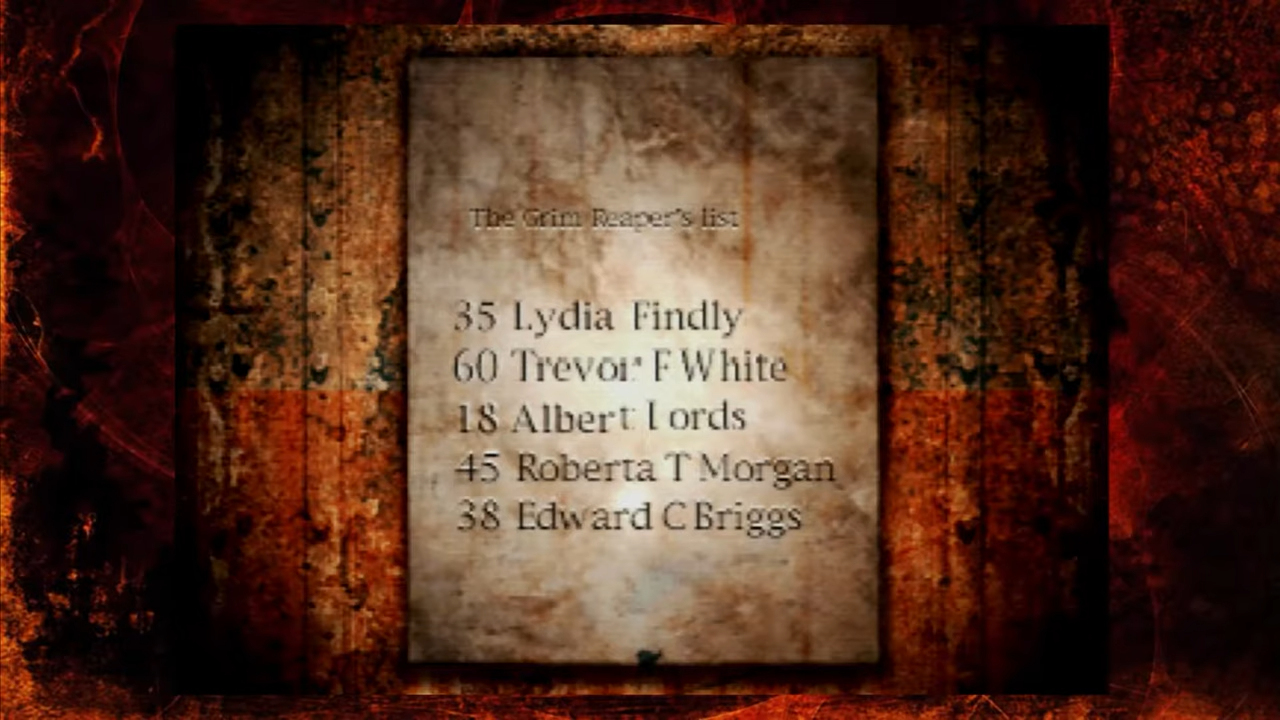 The Grim Reaper's list
35 Lydia Findly
60 Trevor F White
18 Albert Lords
45 Roberta T Morgan
38 Edward C Briggs